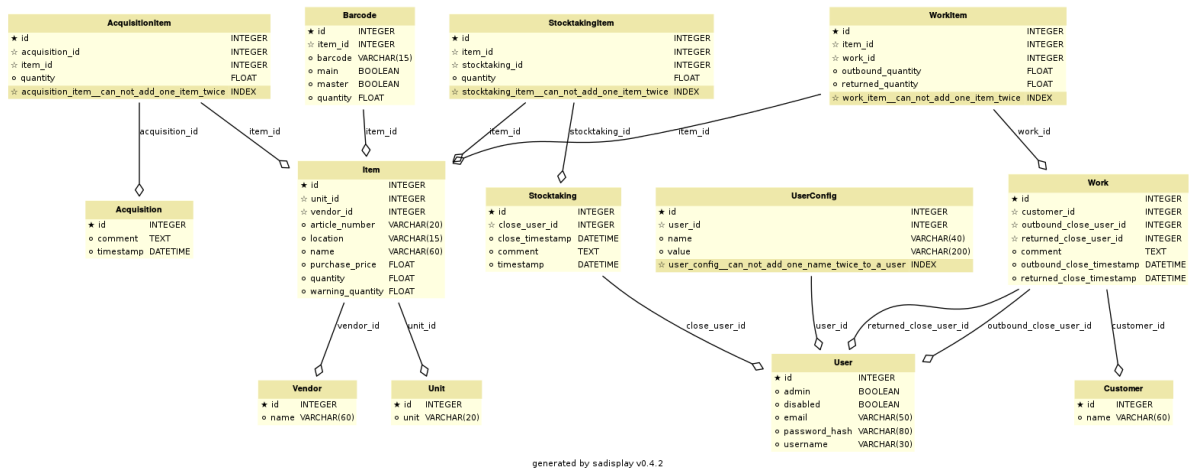 AcquisitionItem
★ id INTEGER
☆ acquisition_id INTEGER
☆ item_id INTEGER
○ quantity FLOAT
☆ acquisition_item__can_not_add_one_item_twice INDEX
Barcode
★ id INTEGER
☆ item_id INTEGER
○ barcode VARCHAR(15)
○ main BOOLEAN
○ master BOOLEAN
○ quantity FLOAT
StocktakingItem
★ id INTEGER
☆ item_id INTEGER
☆ stocktaking_id INTEGER
○ quantity FLOAT
☆ stocktaking_item__can_not_add_one_item_twice INDEX
WorkItem
★ id INTEGER
☆ item_id INTEGER
☆ work_id INTEGER
○ outbound_quantity FLOAT
○ returned_quantity FLOAT
☆ work_item__can_not_add_one_item_twice INDEX
acquisition_id
item_id
item_id
item_id
stocktaking_id
item_id
work_id
Acquisition
★ id INTEGER
○ comment TEXT
○ timestamp DATETIME
Item
★ id INTEGER
☆ unit_id INTEGER
☆ vendor_id INTEGER
○ article_number VARCHAR(20)
○ location VARCHAR(15)
○ name VARCHAR(60)
○ purchase_price FLOAT
○ quantity FLOAT
○ warning_quantity FLOAT
Stocktaking
★ id INTEGER
☆ close_user_id INTEGER
○ close_timestamp DATETIME
○ comment TEXT
○ timestamp DATETIME
UserConfig
★ id INTEGER
☆ user_id INTEGER
○ name VARCHAR(40)
○ value VARCHAR(200)
☆ user_config__can_not_add_one_name_twice_to_a_user INDEX
Work
★ id INTEGER
☆ customer_id INTEGER
☆ outbound_close_user_id INTEGER
☆ returned_close_user_id INTEGER
○ comment TEXT
○ outbound_close_timestamp DATETIME
○ returned_close_timestamp DATETIME
vendor_id
unit_id
close_user_id
user_id
returned_close_user_id
outbound_close_user_id
customer_id
Vendor
★ id INTEGER
○ name VARCHAR(60)
Unit
★ id INTEGER
○ unit VARCHAR(20)
User
★ id INTEGER
○ admin BOOLEAN
○ disabled BOOLEAN
○ email VARCHAR(50)
○ password_hash VARCHAR(80)
○ username VARCHAR(30)
Customer
★ id INTEGER
○ name VARCHAR(60)
generated by sadisplay v0.4.2